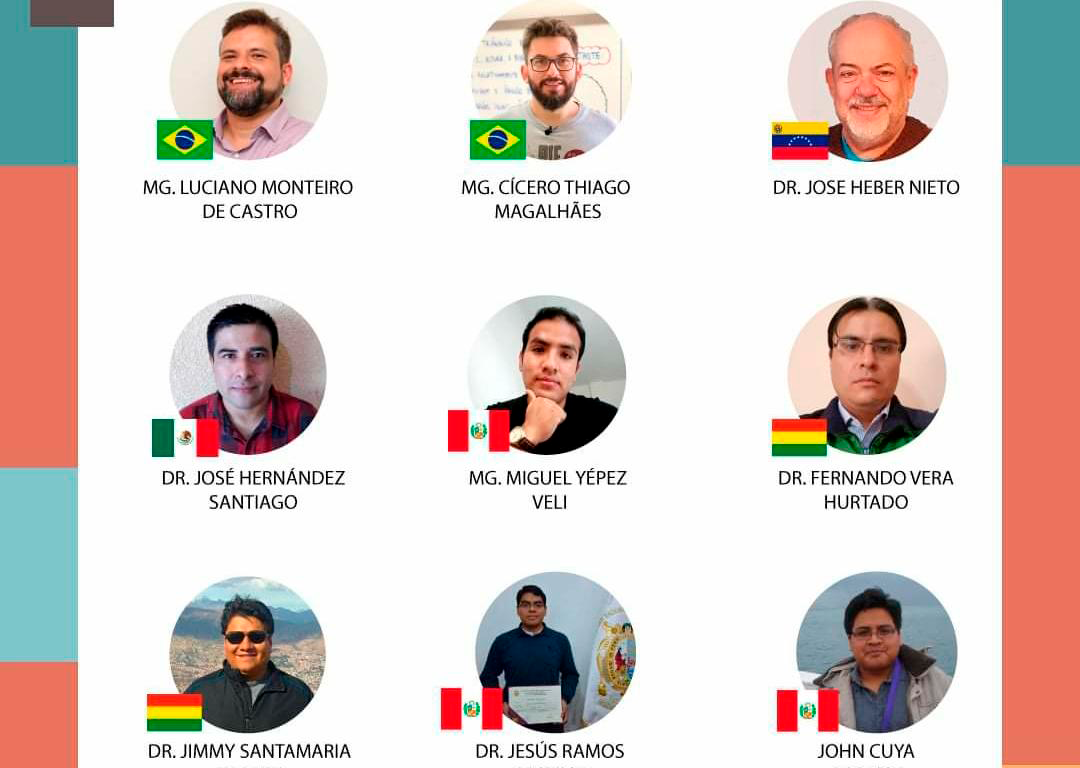 MG. LUCIANO MONTEIRO
DE CASTRO
MG. CÍCERO THIAGO
MAGALHÃES
DR. JOSE HEBER NIETO
DR. JOSÉ HERNÁNDEZ
SANTIAGO
MG. MIGUEL YÉPEZ
VELI
DR. FERNANDO VERA
HURTADO
DR. JIMMY SANTAMARIA
DR. JESÚS RAMOS
JOHN CUYA